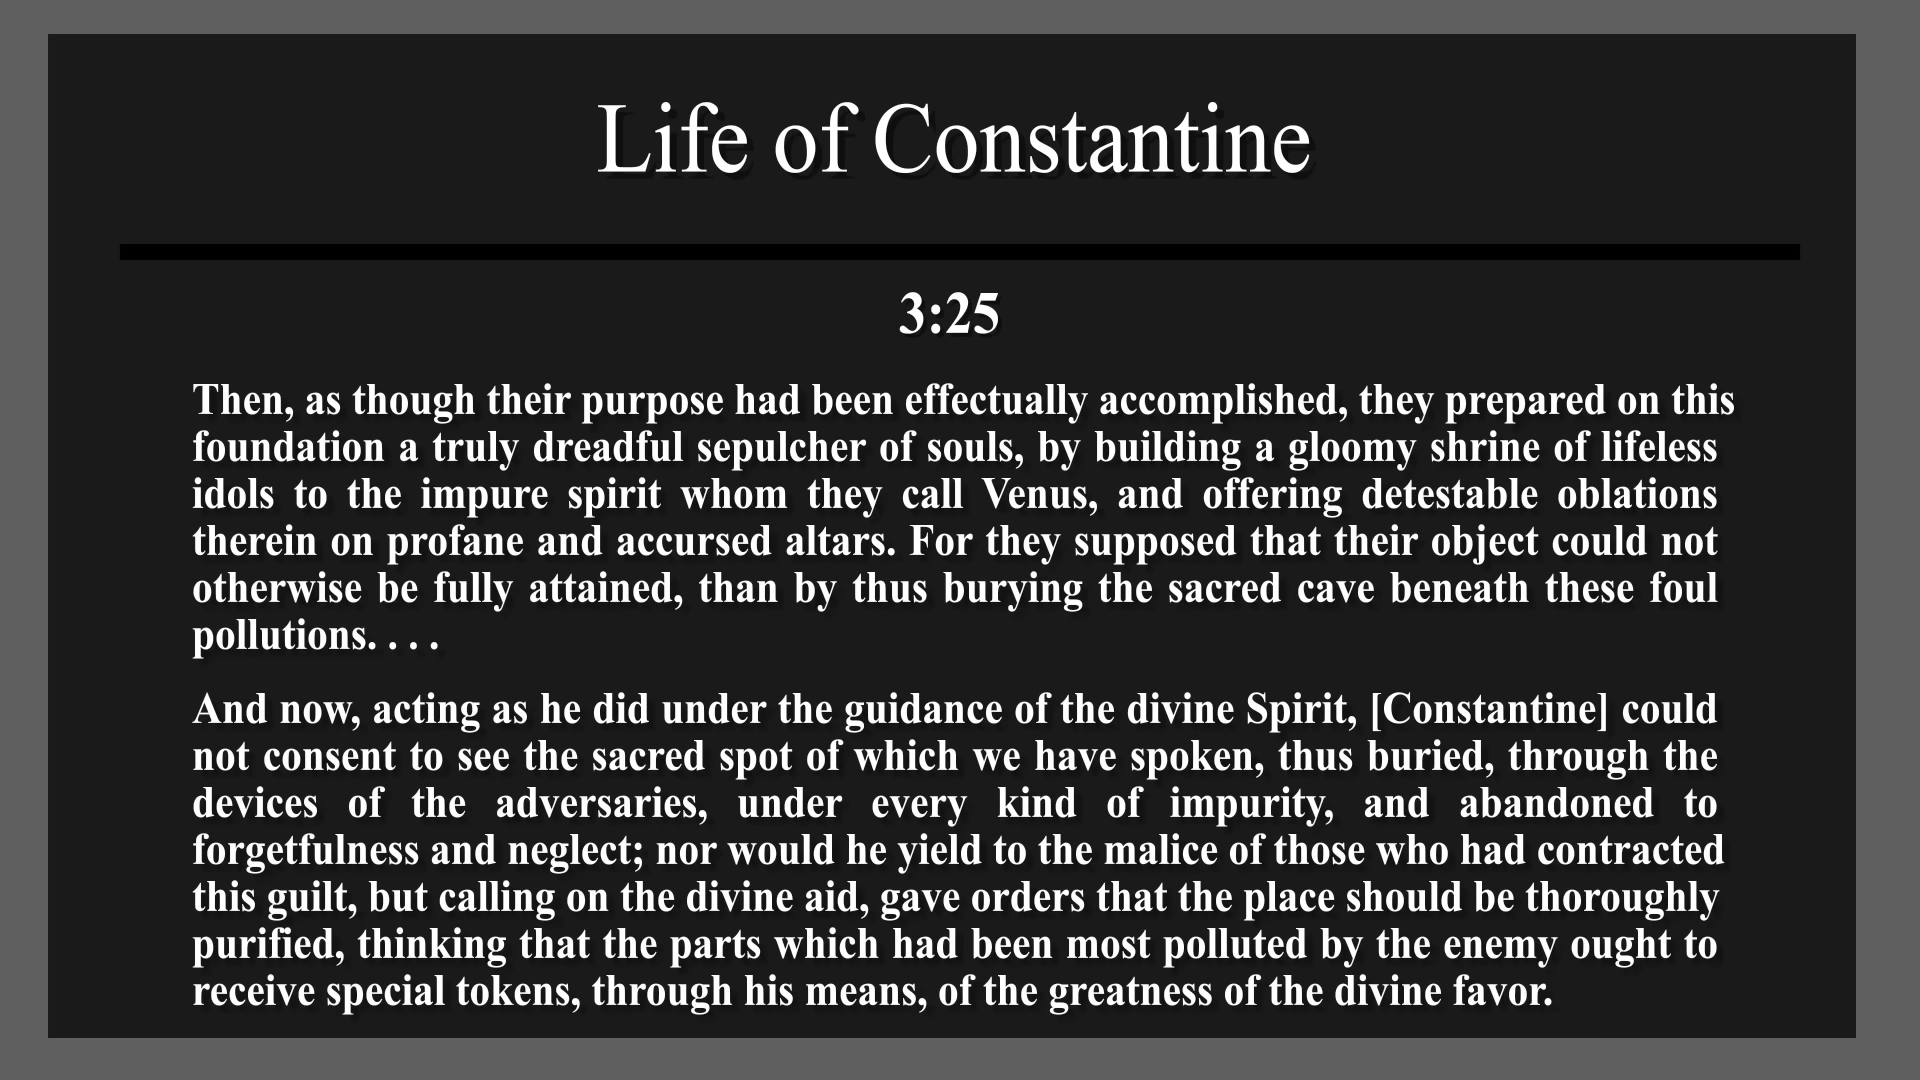 Life of Constantine
3:25
Then, as though their purpose had been effectually accomplished, they prepared on this
foundation a truly dreadful sepulcher of souls, by building a gloomy shrine of lifeless
idols to the impure spirit whom they call Venus, and offering detestable oblations
therein on profane and accursed altars. For they supposed that their object could not
otherwise be fully attained, than by thus burying the sacred cave beneath these foul
pollutions. . . .
And now, acting as he did under the guidance of the divine Spirit, [Constantine] could
not consent to see the sacred spot of which we have spoken, thus buried, through the
devices of the adversaries, under every kind of impurity, and abandoned to
forgetfulness and neglect; nor would he yield to the malice of those who had contracted
this guilt, but calling on the divine aid, gave orders that the place should be thoroughly
purified, thinking that the parts which had been most polluted by the enemy ought to
receive special tokens, through his means, of the greatness of the divine favor.